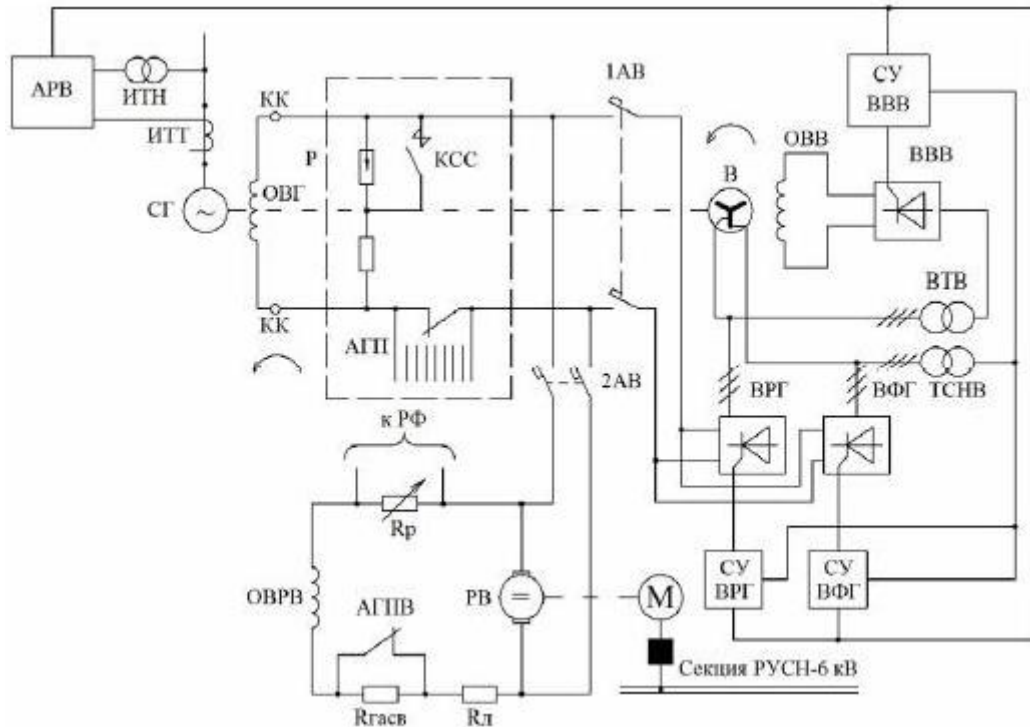 АРВ
ИТН
ИТТ
СГ
~
КК
ОВГ
КК
Р
КСС
АГП
1АВ
2АВ
В
ОВВ
СУ
ВВВ
ВВВ
ВТВ
ТСНВ
ВРГ
ВФГ
СУ
ВРГ
СУ
ВФГ
к РФ
Rр
ОВРВ
АГПВ
РВ
=
М
Rгасв
Rл
Секция РУСН-6 кВ